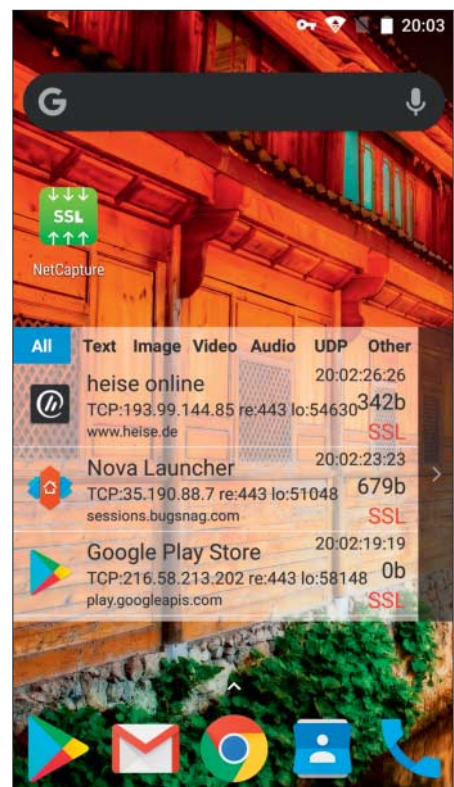 20:03
G
SSL
NetCapture
All Text Image Video Audio UDP Other
heise online 20:02:26:26
TCP:193.99.144.85 re:443 lo:54630 342b
www.heise.de SSL
Nova Launcher 20:02:23:23
TCP:35.190.88.7 re:443 lo:51048 679b
sessions.bugsnag.com SSL
Google Play Store 20:02:19:19
TCP:216.58.213.202 re:443 lo:58148 0b
play.googleapis.com SSL